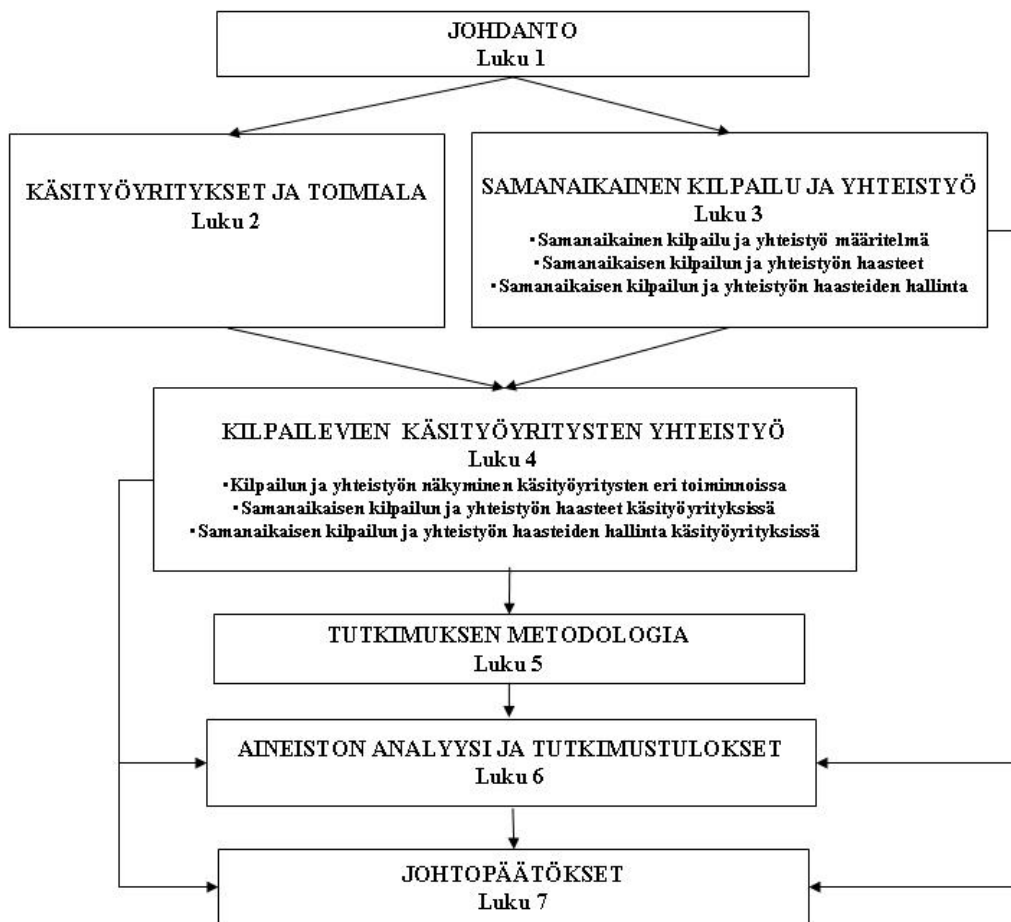 JOHDANTO
Luku 1
KÄSITYÖYRITYKSET JA TOIMIALA
Luku 2
SAMANAIKAINEN KILPAILU JA YHTEISTYÖ
Luku 3
▪Samanaikainen kilpailu ja yhteistyö määritelmä
▪Samanaikaisen kilpailun ja yhteistyön haasteet
▪Samanaikaisen kilpailun ja yhteistyön haasteiden hallinta
KILPAILEVIEN KÄSITYÖYRITYSTEN YHTEISTYÖ
Luku 4
▪Kilpailun ja yhteistyön näkyminen käsityöyritysten eri toiminnoissa
▪Samanaikaisen kilpailun ja yhteistyön haasteet käsityöyrityksissä
▪Samanaikaisen kilpailun ja yhteistyön haasteiden hallinta käsityöyrityksissä
TUTKIMUKSEN METODOLOGIA
Luku 5
AINEISTON ANALYYSI JA TUTKIMUSTULOKSET
Luku 6
JOHTOPÄÄTÖKSET
Luku 7